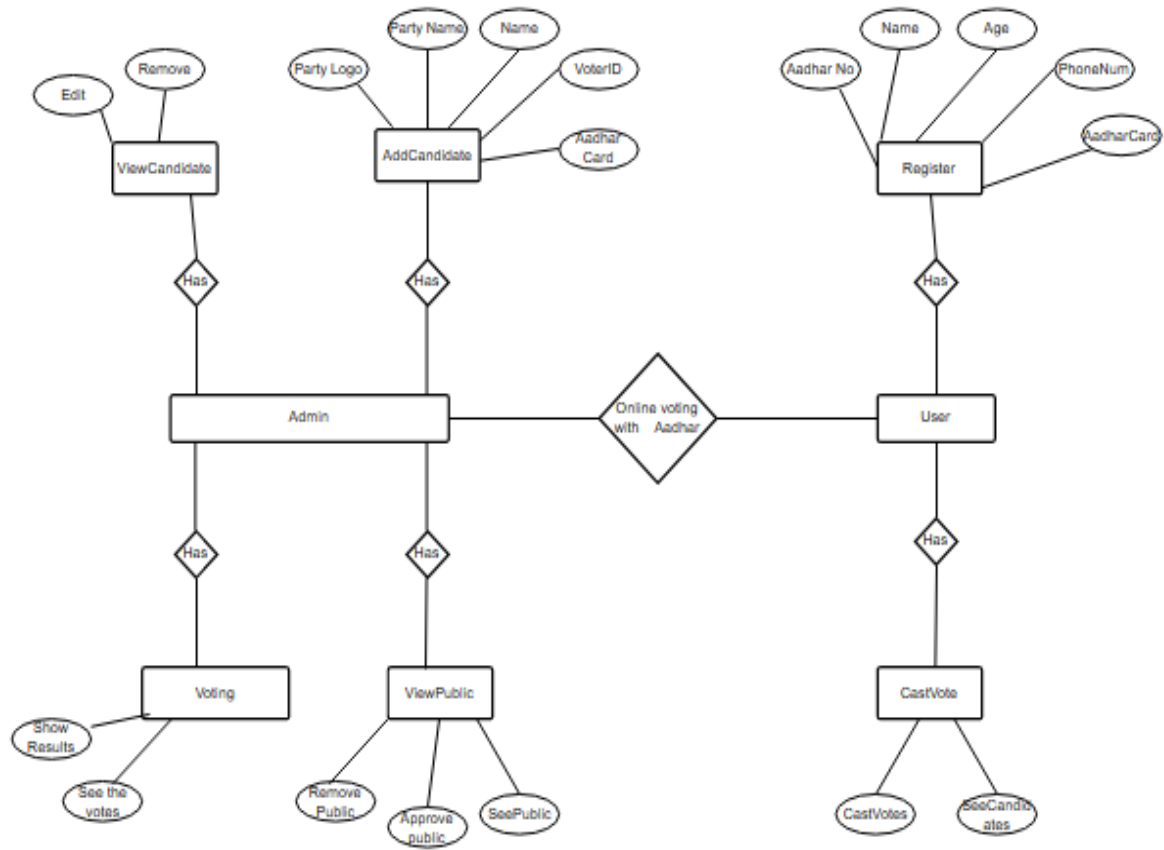 Party Name
Name
Name
Age
Remove
Party Logo
VoterID
Aadhar No
PhoneNum
Edit
Aadhar
Card
AadharCard
ViewCandidate
AddCandidate
Register
Has
Has
Has
Admin
Online voting
with Aadhar
User
Has
Has
Has
Voting
ViewPublic
CastVote
Show
Results
See the
votes
Remove
Public
Approve
public
SeePublic
CastVotes
SeeCandid
ates